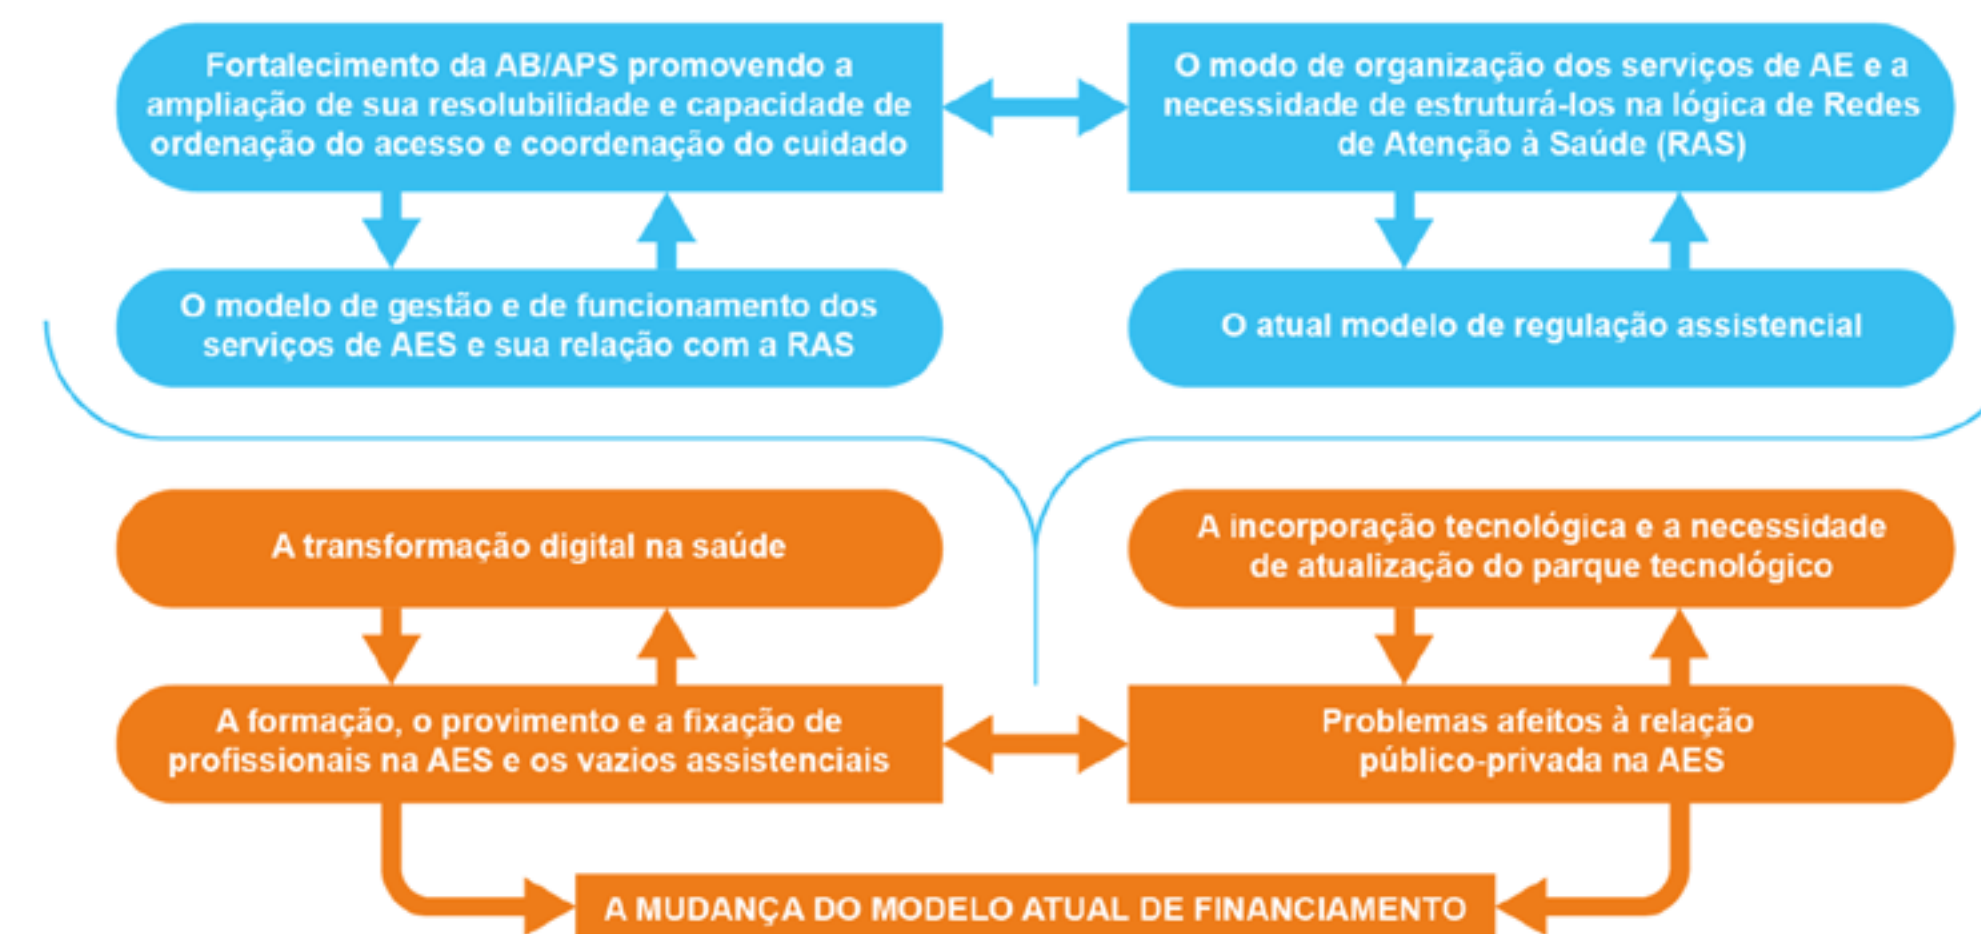 Fortalecimento da AB/APS promovendo a
ampliação de sua resolubilidade e capacidade de
ordenação do acesso e coordenação do cuidado
O modo de organização dos serviços de AE e a
necessidade de estruturá-los na lógica de Redes
de Atenção à Saúde (RAS)
O modelo de gestão e de funcionamento dos
serviços de AES e sua relação com a RAS
O atual modelo de regulação assistencial
A transformação digital na saúde
A incorporação tecnológica e a necessidade
de atualização do parque tecnológico
A formação, o provimento e a fixação de
profissionais na AES e os vazios assistenciais
Problemas afeitos à relação
público-privada na AES
A MUDANÇA DO MODELO ATUAL DE FINANCIAMENTO